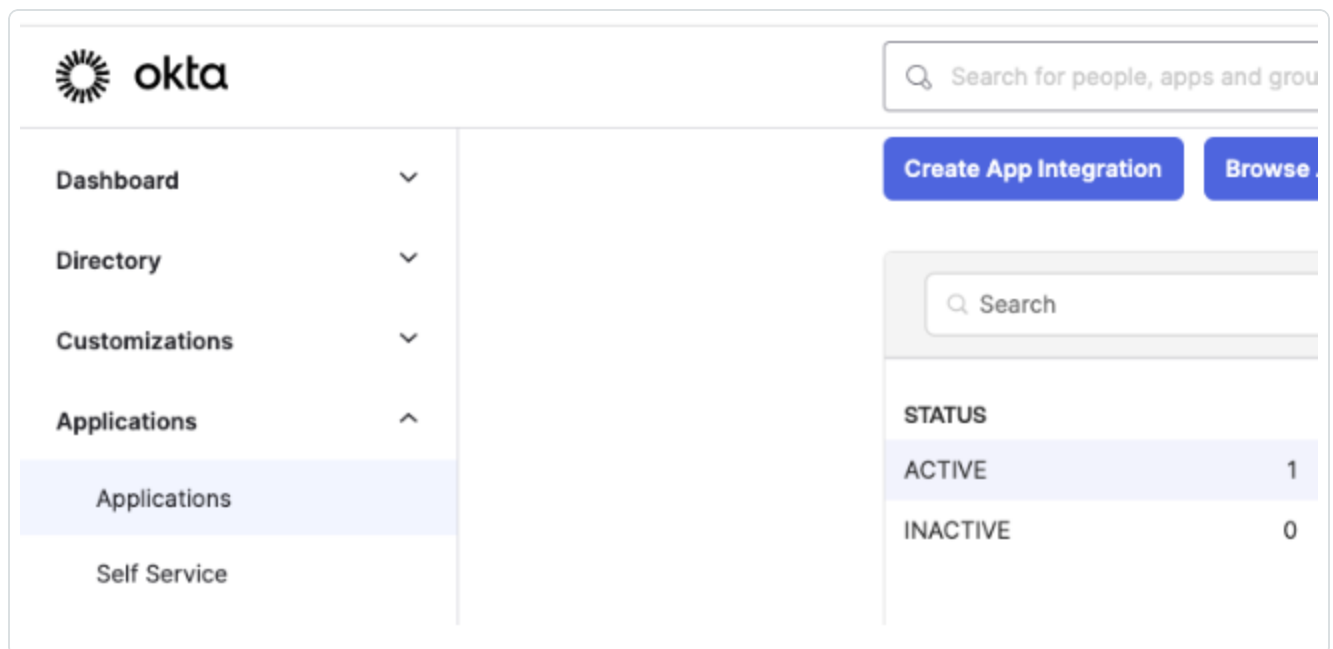 okta
Search for people, apps and grou
Dashboard
Directory
Customizations
Applications
Applications
Self Service
Create App Integration
Browse
Search
STATUS
ACTIVE 1
INACTIVE 0